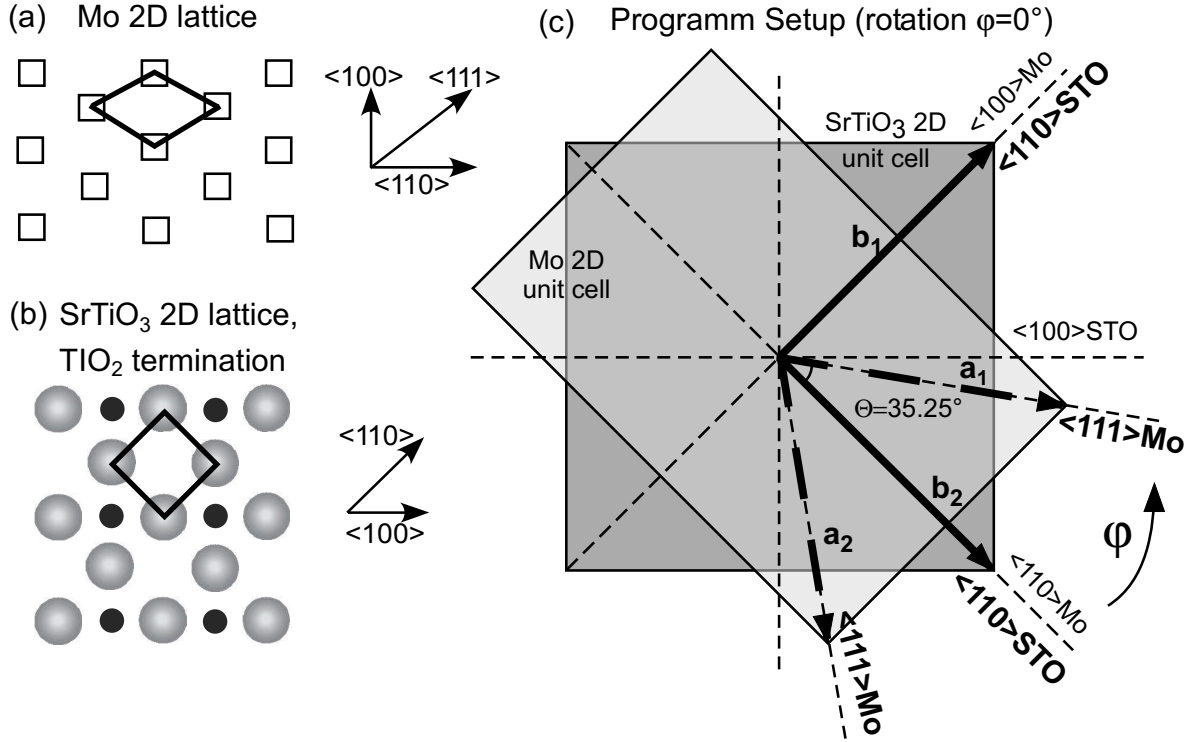 (a) Mo 2D lattice
<100>
<111>
<110>
(b) SrTiO₃ 2D lattice,
TIO₂ termination
<110>
<100>
(c) Programm Setup (rotation φ=0°)
<100>Mo
<110>STO
SrTiO₃ 2D
unit cell
b₁
Mo 2D
unit cell
<100>STO
a₁
Θ=35.25°
<111>Mo
b₂
a₂
φ
<110>Mo
<110>STO
<111>Mo